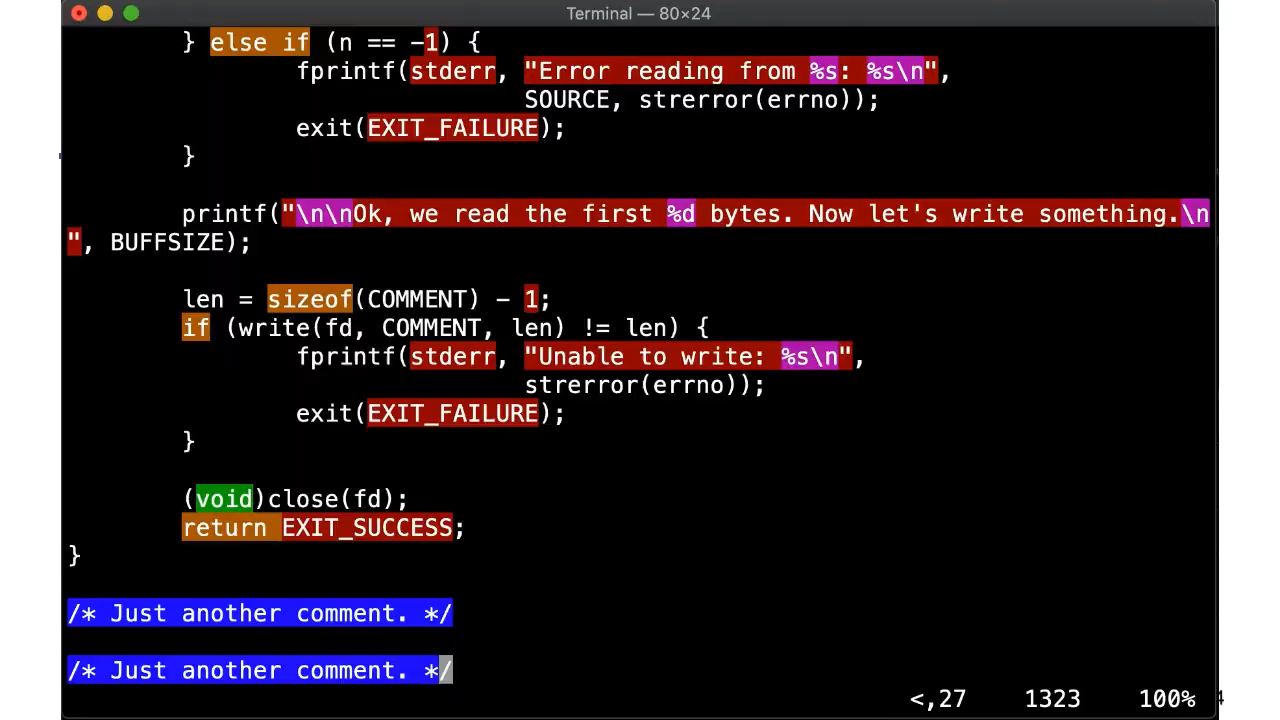 Terminal — 80×24
} else if (n == -1) {
fprintf(stderr, "Error reading from %s: %s\n",
SOURCE, strerror(errno));
exit(EXIT_FAILURE);
}
printf("\n\nOk, we read the first %d bytes. Now let's write something.\n
", BUFFSIZE);
len = sizeof(COMMENT) - 1;
if (write(fd, COMMENT, len) != len) {
fprintf(stderr, "Unable to write: %s\n",
strerror(errno));
exit(EXIT_FAILURE);
}
(void)close(fd);
return EXIT_SUCCESS;
}
/* Just another comment. */
/* Just another comment. */
<,27 1323 100%